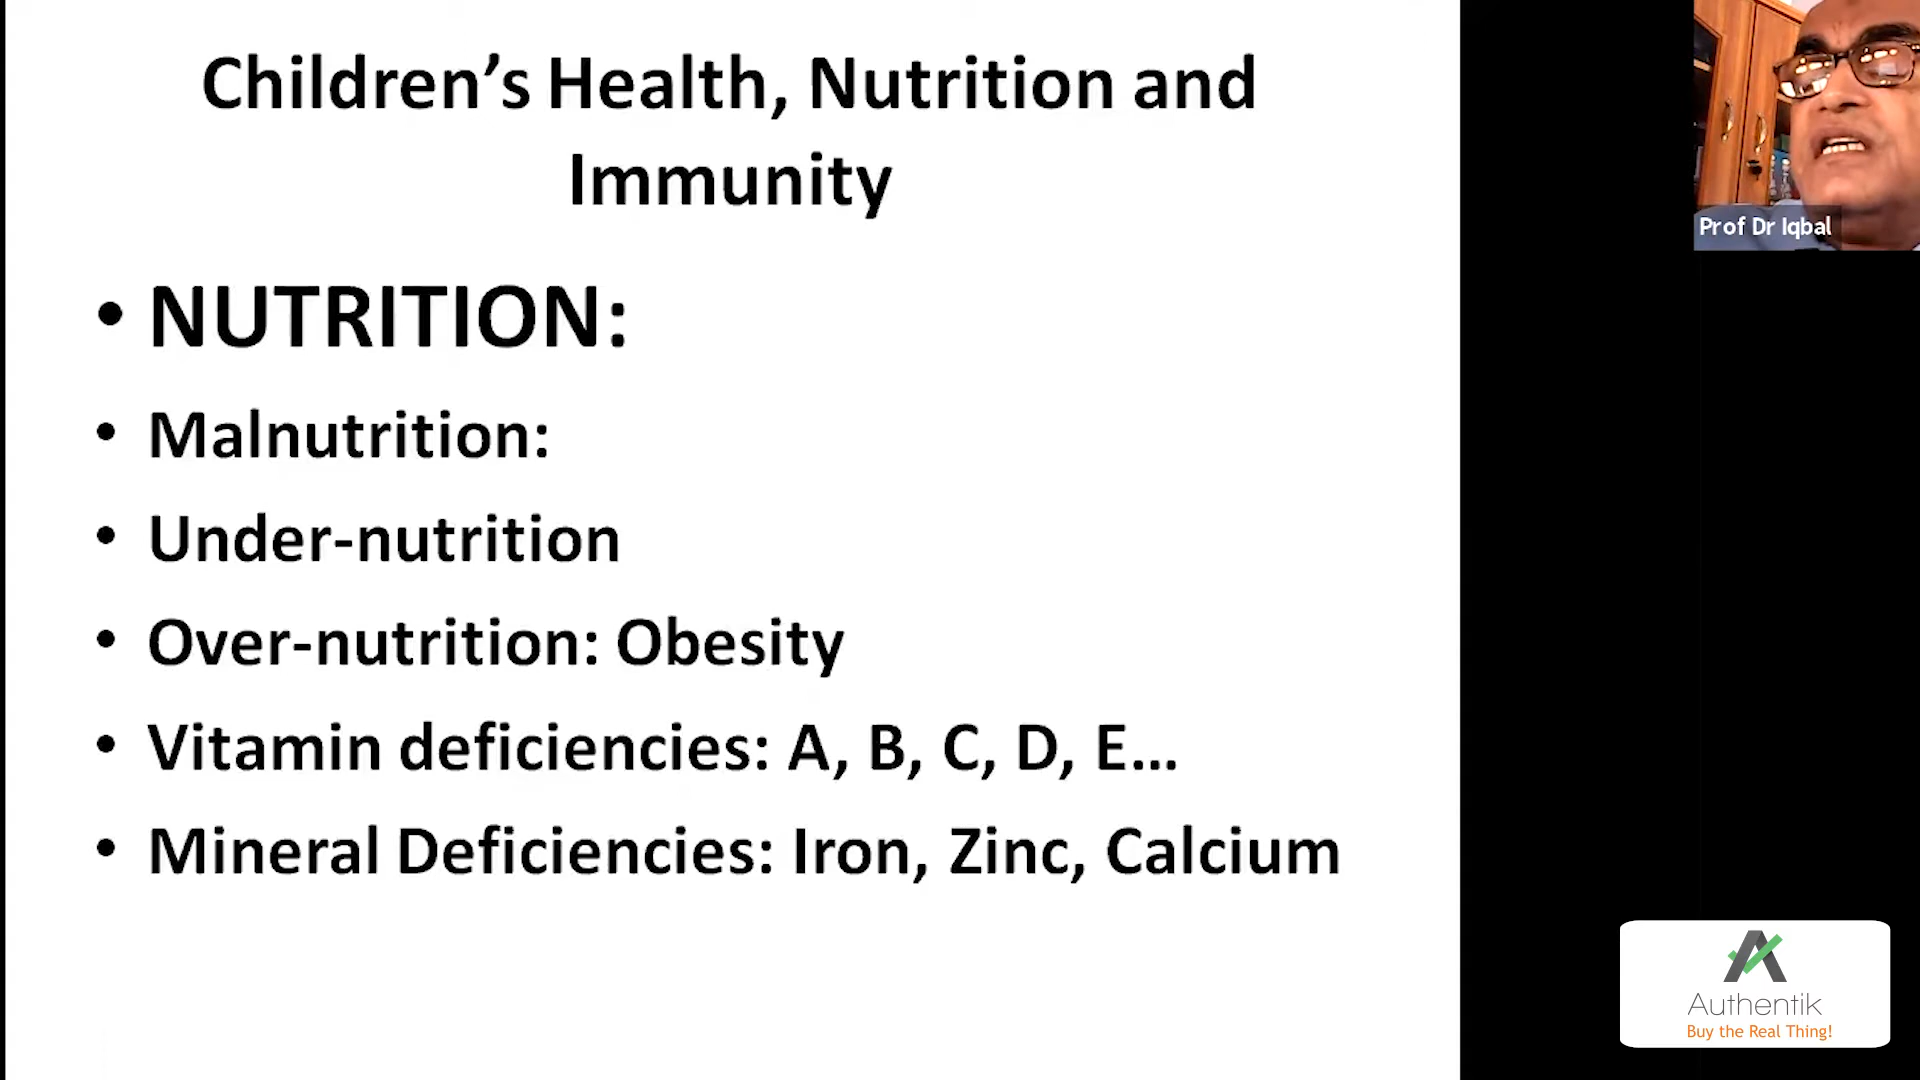 Children’s Health, Nutrition and
Immunity
• NUTRITION:
• Malnutrition:
• Under-nutrition
• Over-nutrition: Obesity
• Vitamin deficiencies: A, B, C, D, E...
• Mineral Deficiencies: Iron, Zinc, Calcium
Prof Dr Iqbal
Authentik
Buy the Real Thing!